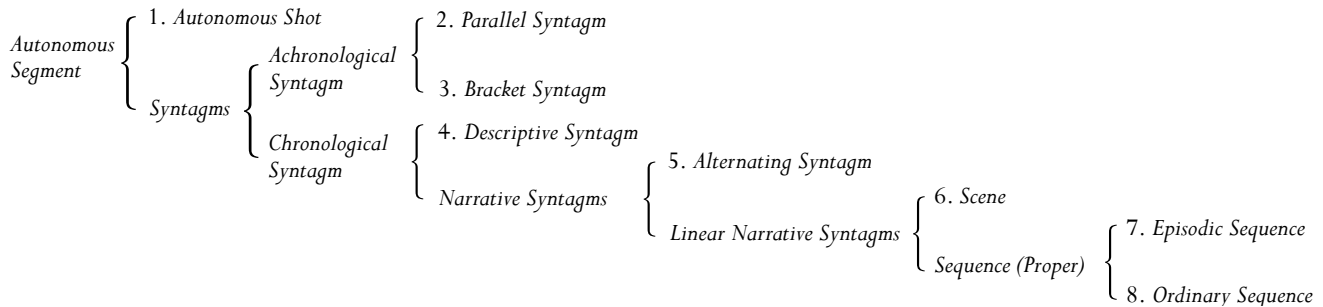 1. Autonomous Shot
2. Parallel Syntagm
Autonomous
Segment
Achronological
Syntagm
3. Bracket Syntagm
Syntagms
4. Descriptive Syntagm
Chronological
Syntagm
5. Alternating Syntagm
Narrative Syntagms
6. Scene
Linear Narrative Syntagms
7. Episodic Sequence
Sequence (Proper)
8. Ordinary Sequence